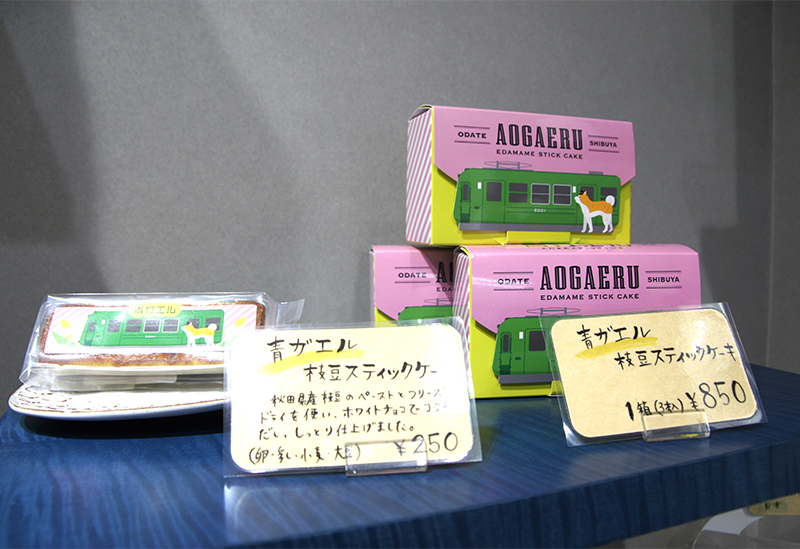 ODATE AOGAERU SHIBUYA
EDAMAME STICK CAKE
5001
ODATE
EDAMAME
ODATE AOGAERU SHIBUYA
EDAMAME STICK CAKE
青ガエル
青ガエル
枝豆スティックケー
秋田県産枝豆のペーストとフリーズ
ドライを使い、ホワイトチョコでコク
だし、しっとり仕上げました。
(卵・乳・小麦・大豆) ¥250
青ガエル
枝豆スティックケーキ
1箱(3本入) ¥850